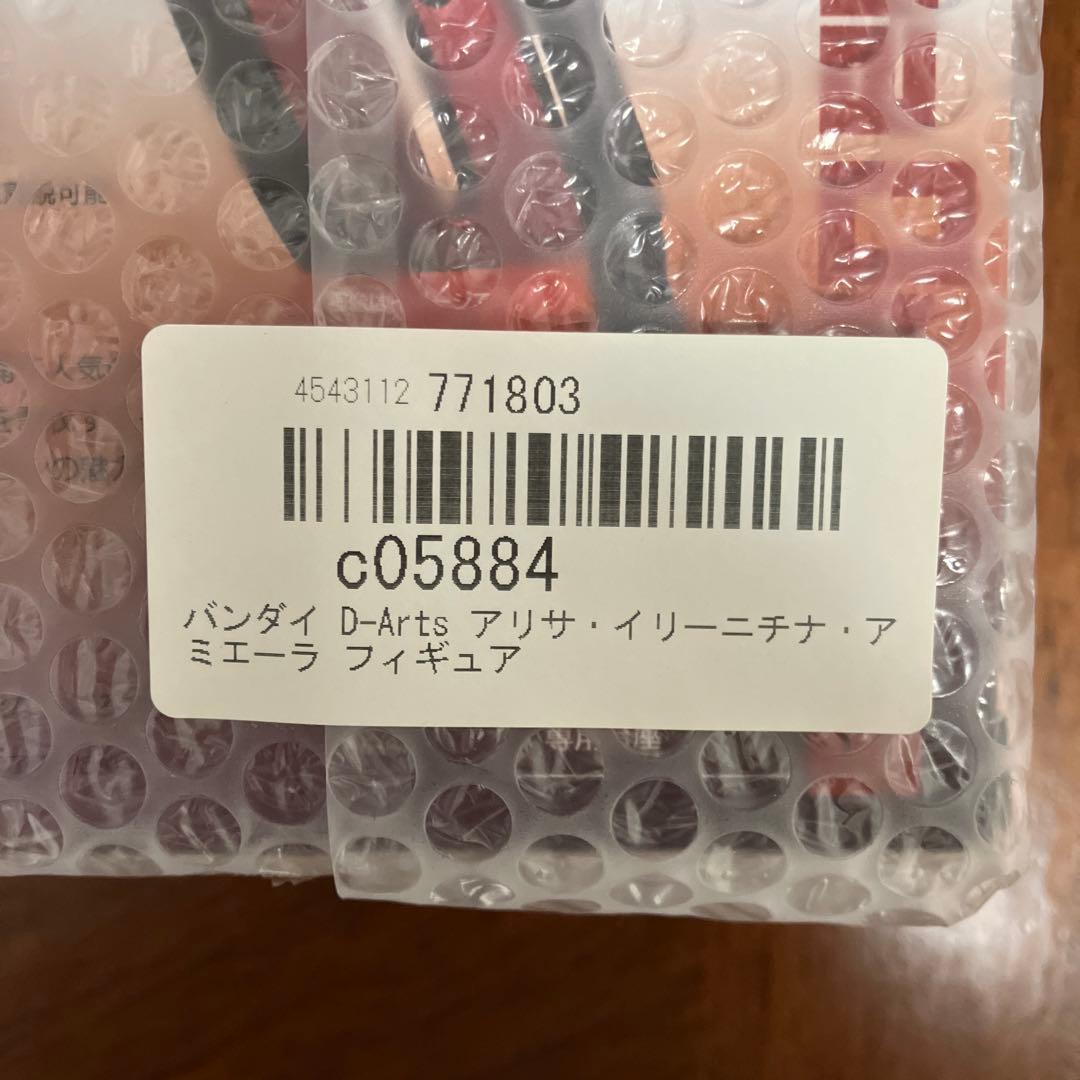 4543112 771803
c05884
バンダイ D-Arts アリサ・イリーニチナ・ア
ミエーラ フィギュア